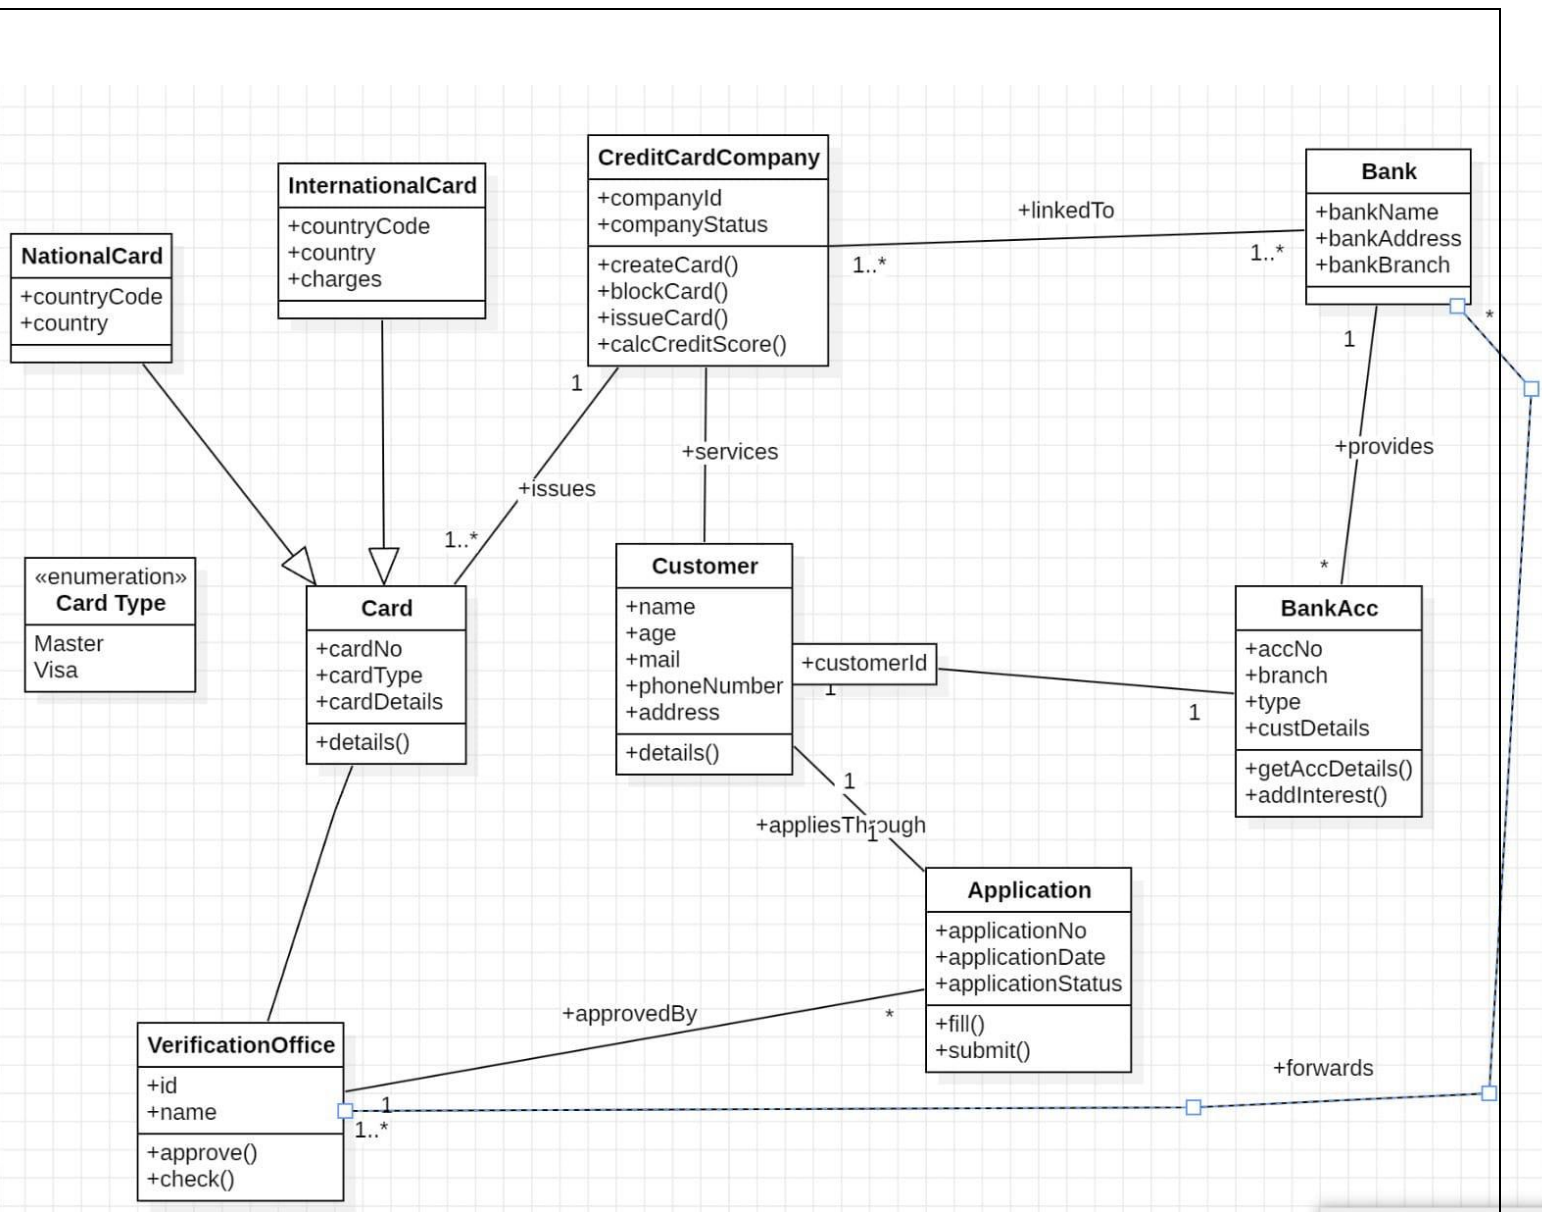 CreditCardCompany
+companyId
+companyStatus
+createCard()
+blockCard()
+issueCard()
+calcCreditScore()
InternationalCard
+countryCode
+country
+charges
NationalCard
+countryCode
+country
Bank
+bankName
+bankAddress
+bankBranch
+linkedTo
1..*
1..*
*
1
+provides
*
1
+issues
1..*
+services
«enumeration»
Card Type
Master
Visa
Card
+cardNo
+cardType
+cardDetails
+details()
Customer
+name
+age
+mail
+phoneNumber
+address
+details()
+customerId
1
1
BankAcc
+accNo
+branch
+type
+custDetails
+getAccDetails()
+addInterest()
1
+appliesThrough
1
Application
+applicationNo
+applicationDate
+applicationStatus
+fill()
+submit()
+approvedBy
*
1
VerificationOffice
+id
+name
+approve()
+check()
1..*
+forwards